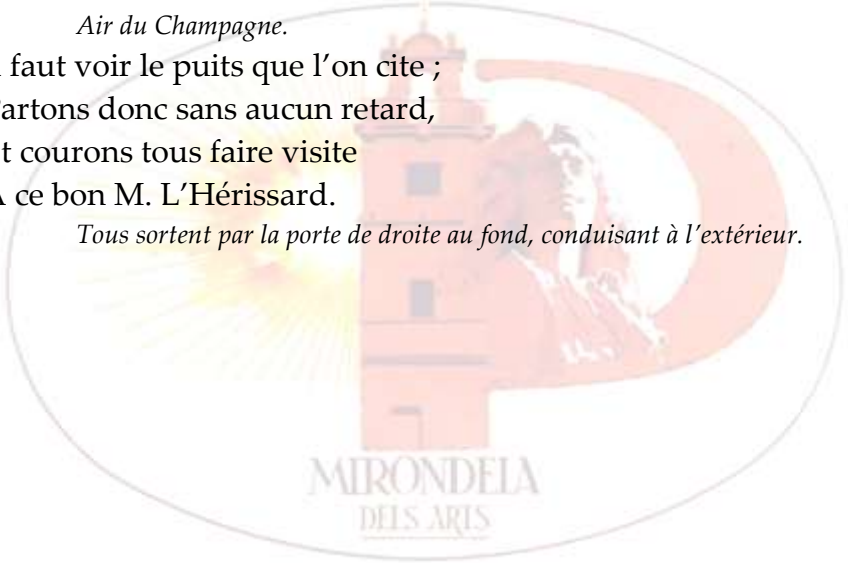 Air du Champagne.
faut voir le puits que l’on cite ;
artons donc sans aucun retard,
t courons tous faire visite
ce bon M. L’Hérissard.
Tous sortent par la porte de droite au fond, conduisant à l’extérieur.
MIRONDELA
DELS ARTS